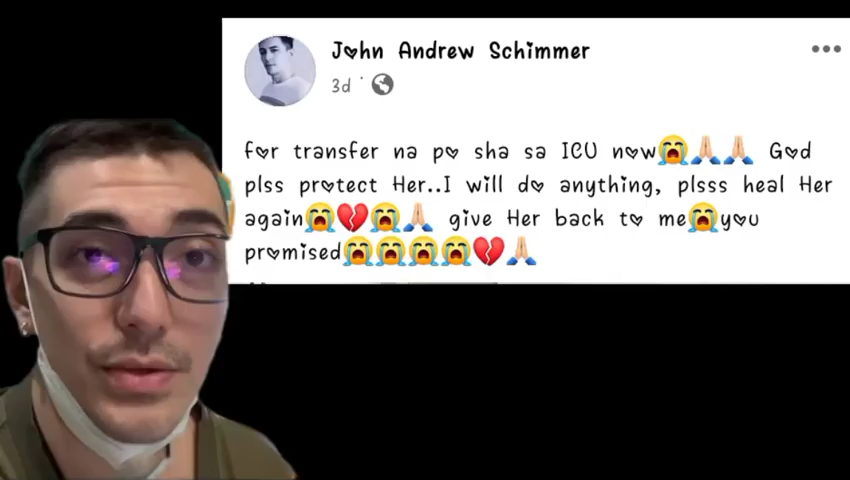 John Andrew Schimmer
3d
for transfer na po sha sa ICU now😭🙏🏻🙏🏻 God
plss protect Her..I will do anything, plsss heal Her
again😭💔😭🙏🏻 give Her back to me😭you
promised😭😭😭😭💔🙏🏻